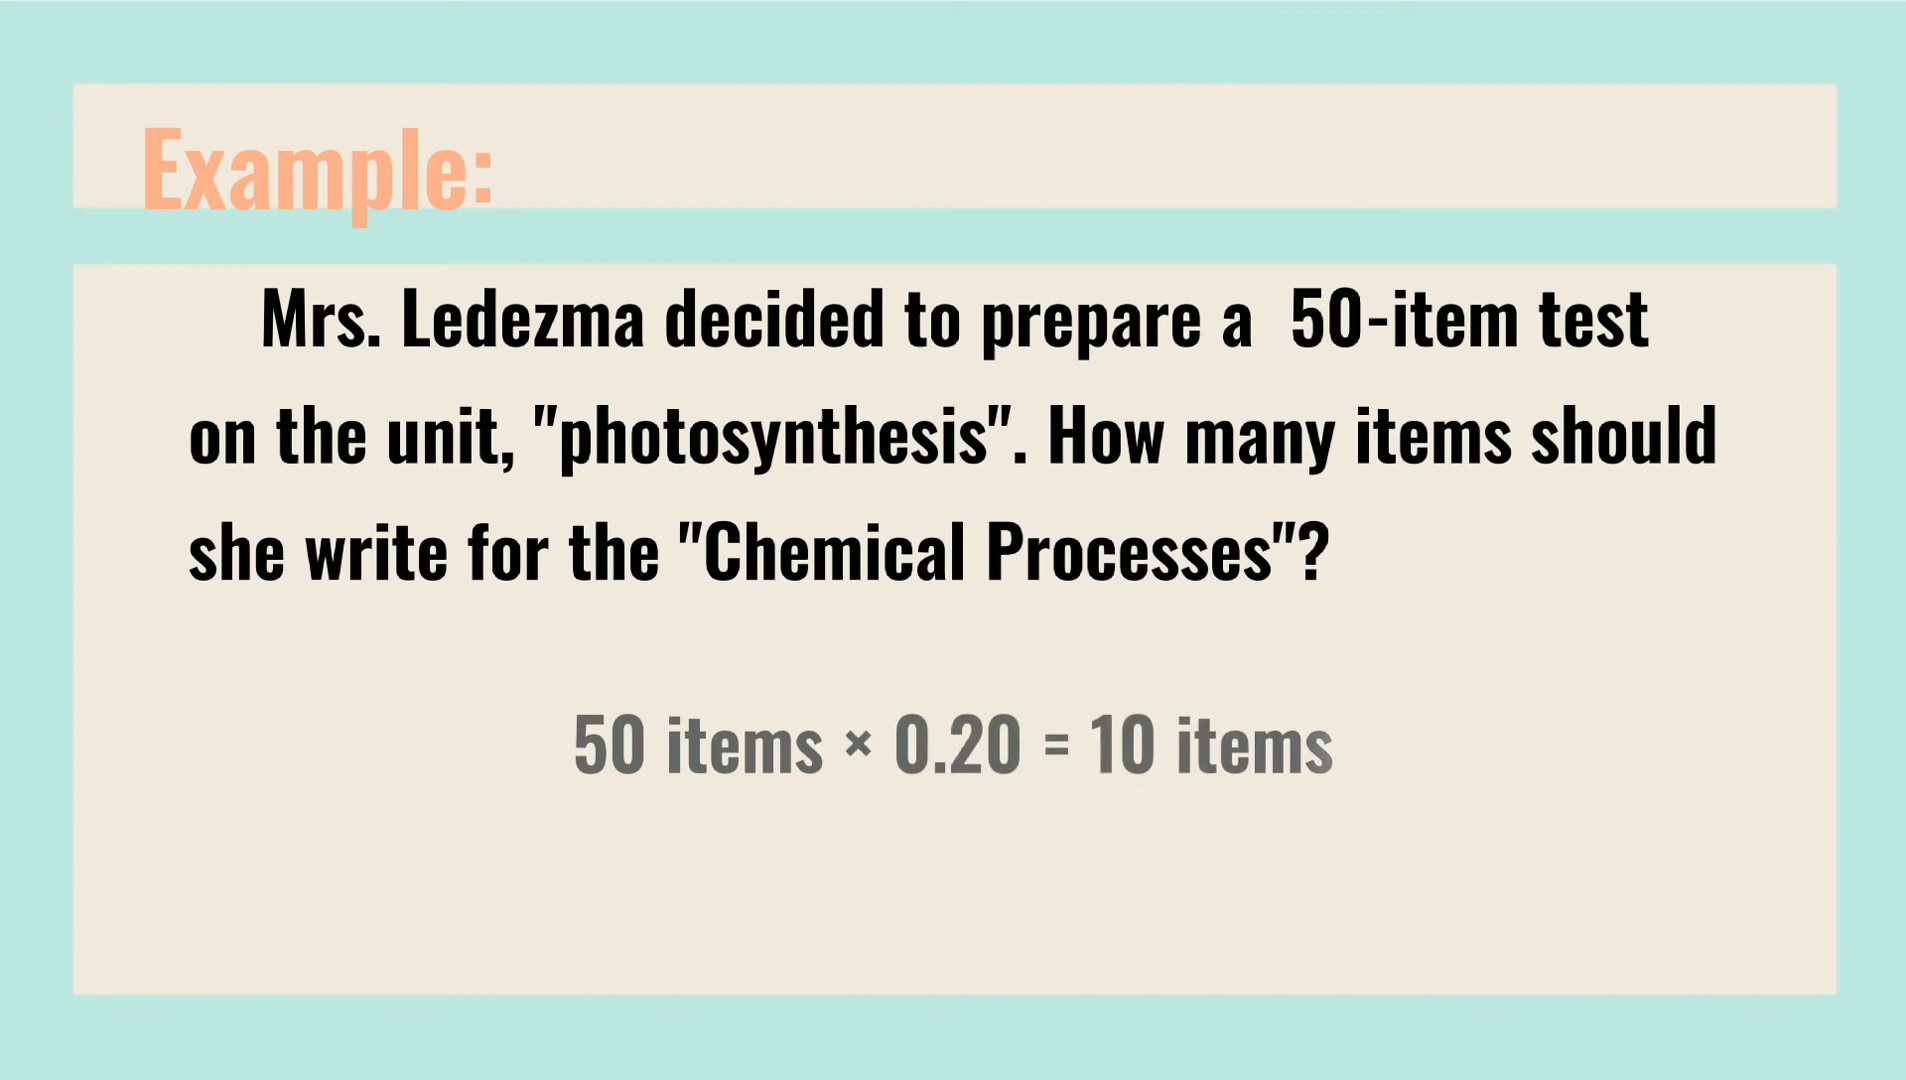 Example:
Mrs. Ledezma decided to prepare a  50-item test
on the unit, "photosynthesis". How many items should
she write for the "Chemical Processes"?
50 items × 0.20 = 10 items